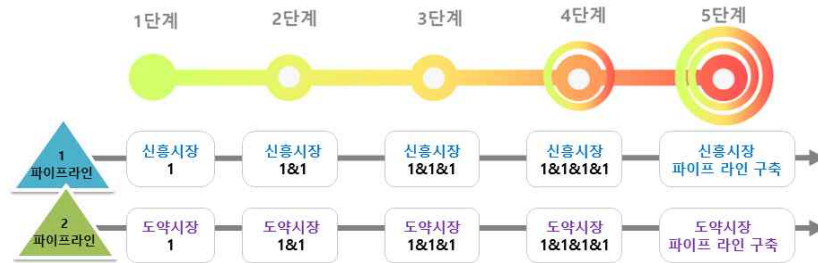 1단계
2단계
3단계
4단계
5단계
1
파이프라인
신흥시장
1
신흥시장
1&1
신흥시장
1&1&1
신흥시장
1&1&1&1
신흥시장
파이프 라인 구축
2
파이프라인
도약시장
1
도약시장
1&1
도약시장
1&1&1
도약시장
1&1&1&1
도약시장
파이프 라인 구축